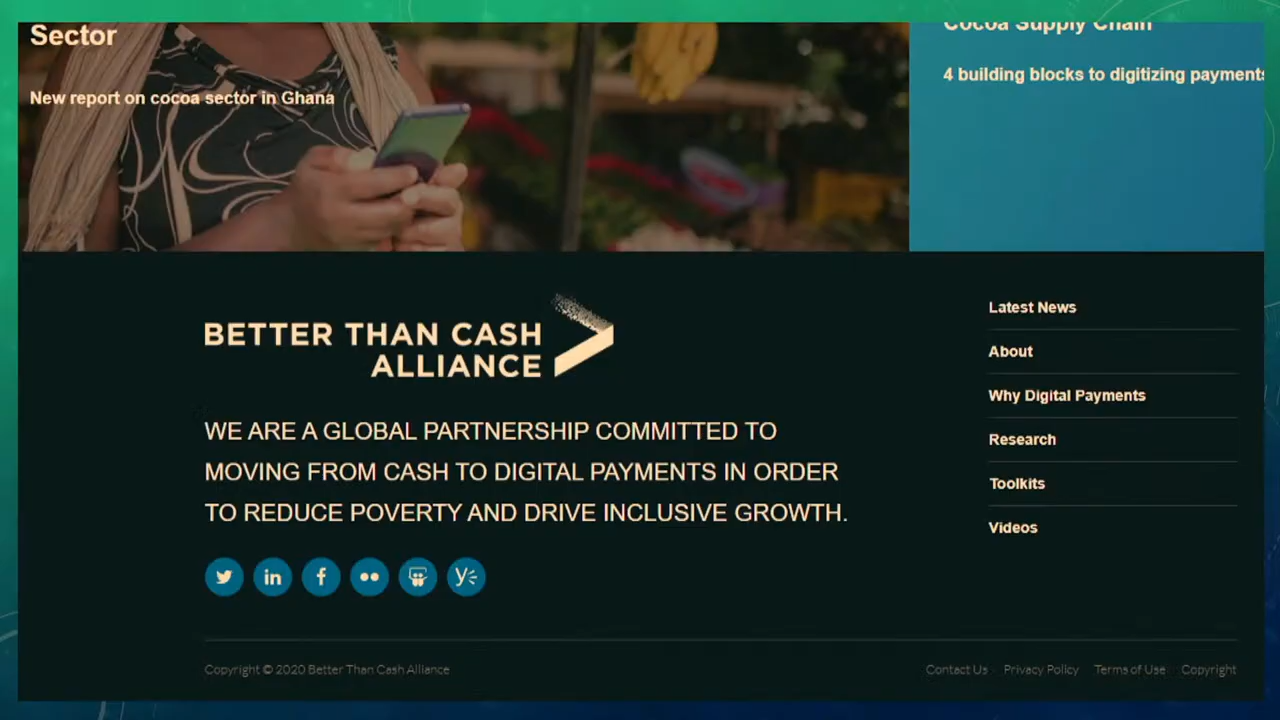 Sector
New report on cocoa sector in Ghana
Cocoa Supply Chain
4 building blocks to digitizing payments
BETTER THAN CASH
ALLIANCE
WE ARE A GLOBAL PARTNERSHIP COMMITTED TO
MOVING FROM CASH TO DIGITAL PAYMENTS IN ORDER
TO REDUCE POVERTY AND DRIVE INCLUSIVE GROWTH.
Latest News
About
Why Digital Payments
Research
Toolkits
Videos
Copyright © 2020 Better Than Cash Alliance
Contact Us Privacy Policy Terms of Use Copyright